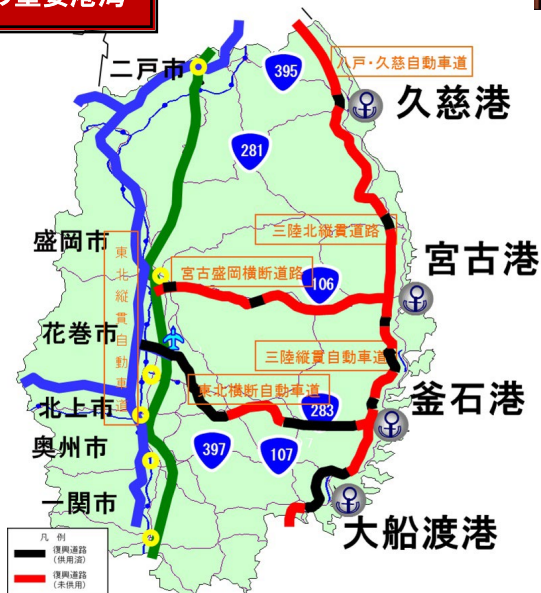 重要港湾
八戸・久慈自動車道
二戸市
395
久慈港
281
三陸北縦貫道路
盛岡市
東北縦貫自動車道
宮古盛岡横断道路
宮古港
106
花巻市
三陸縦貫自動車道
東北横断自動車道
釜石港
283
北上市
奥州市
397
107
一関市
大船渡港
凡 例
復興道路
(供用済)
復興道路
(未供用)